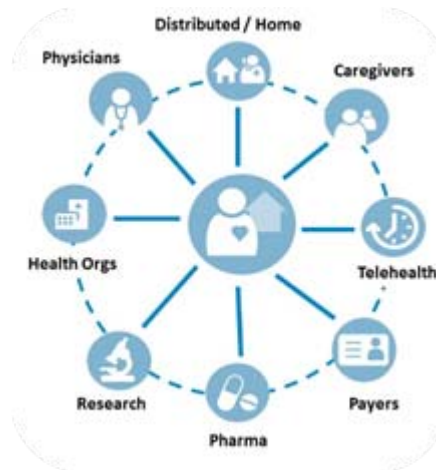 Distributed / Home
Physicians
Caregivers
Health Orgs
Telehealth
Research
Payers
Pharma